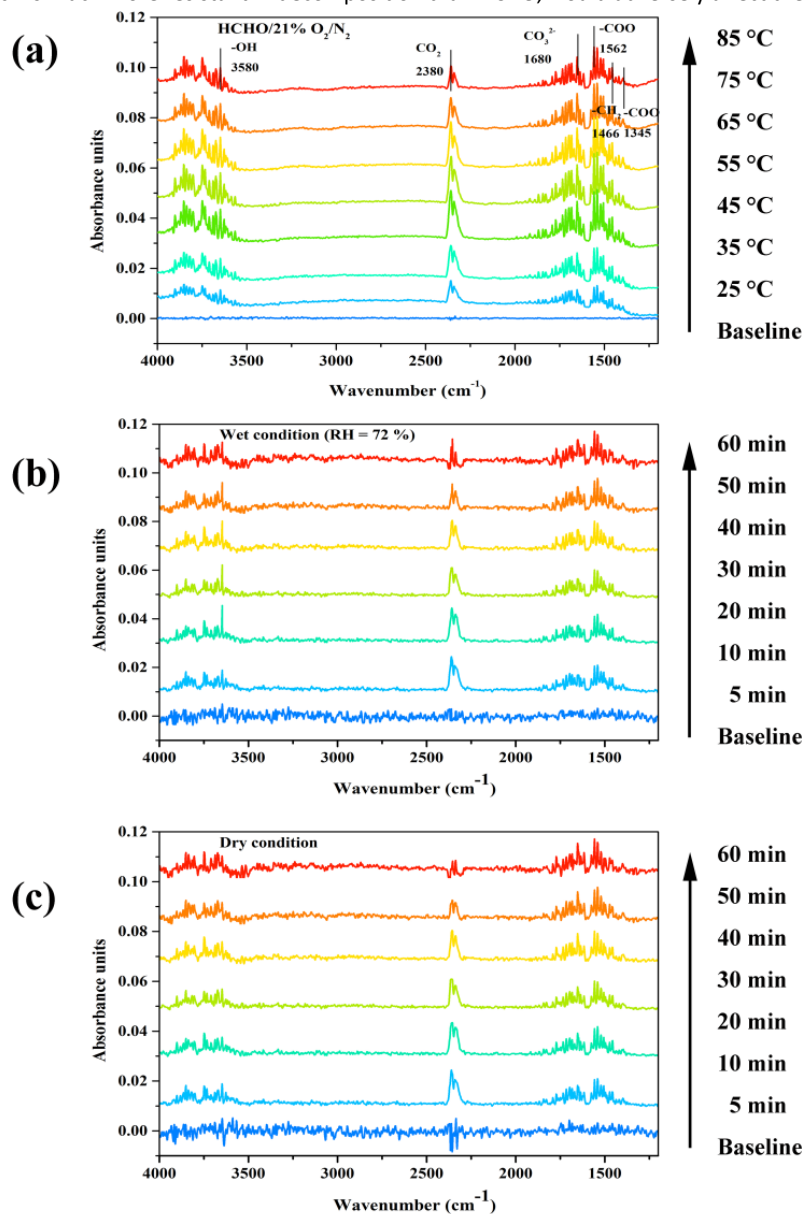 (a)
HCHO/21% O₂/N₂
-OH
3580
CO₂
2380
CO₃²⁻
1680
-COO
1562
-CH₂
1466
-COO
1345
0.12
0.10
0.08
0.06
0.04
0.02
0.00
Absorbance units
4000 3500 3000 2500 2000 1500
Wavenumber (cm⁻¹)
85 °C
75 °C
65 °C
55 °C
45 °C
35 °C
25 °C
Baseline
(b)
Wet condition (RH = 72 %)
0.12
0.10
0.08
0.06
0.04
0.02
0.00
Absorbance units
4000 3500 3000 2500 2000 1500
Wavenumber (cm⁻¹)
60 min
50 min
40 min
30 min
20 min
10 min
5 min
Baseline
(c)
Dry condition
0.12
0.10
0.08
0.06
0.04
0.02
0.00
Absorbance units
4000 3500 3000 2500 2000 1500
Wavenumber (cm⁻¹)
60 min
50 min
40 min
30 min
20 min
10 min
5 min
Baseline